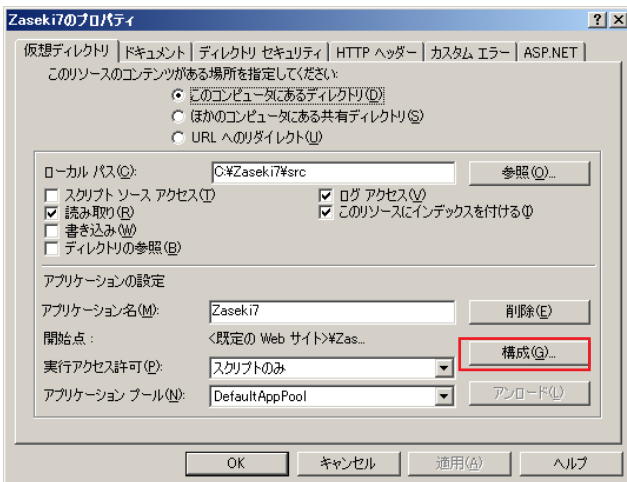 Zaseki7のプロパティ
仮想ディレクトリ ドキュメント ディレクトリ セキュリティ HTTP ヘッダー カスタム エラー ASP.NET
このリソースのコンテンツがある場所を指定してください:
このコンピュータにあるディレクトリ(D)
ほかのコンピュータにある共有ディレクトリ(S)
URL へのリダイレクト(U)
ローカル パス(C): C:¥Zaseki7¥src 参照(O)...
スクリプト ソース アクセス(T) ログ アクセス(V)
読み取り(R) このリソースにインデックスを付ける(I)
書き込み(W)
ディレクトリの参照(B)
アプリケーションの設定
アプリケーション名(M): Zaseki7 削除(E)
開始点: <既定の Web サイト>¥Zas...
構成(G)...
実行アクセス許可(P): スクリプトのみ
アプリケーション プール(N): DefaultAppPool アンロード(L)
OK キャンセル 適用(A) ヘルプ